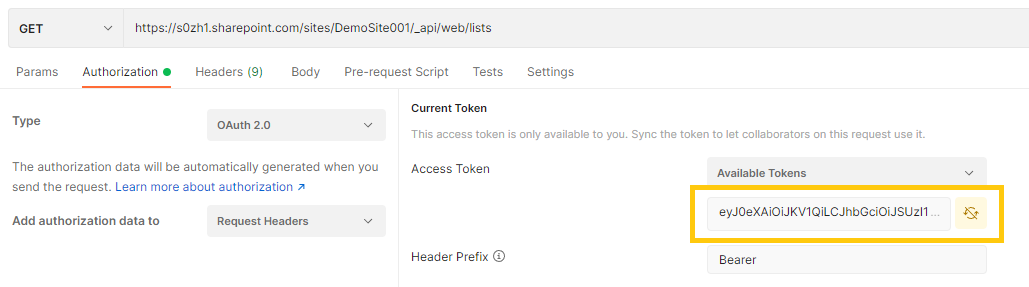 GET https://s0zh1.sharepoint.com/sites/DemoSite001/_api/web/lists
Params Authorization Headers (9) Body Pre-request Script Tests Settings
Type
OAuth 2.0
The authorization data will be automatically generated when you
send the request. Learn more about authorization ↗
Add authorization data to
Request Headers
Current Token
This access token is only available to you. Sync the token to let collaborators on this request use it.
Access Token
Available Tokens
eyJ0eXAiOiJKV1QiLCJhbGciOiJSUzI1...
Header Prefix
Bearer